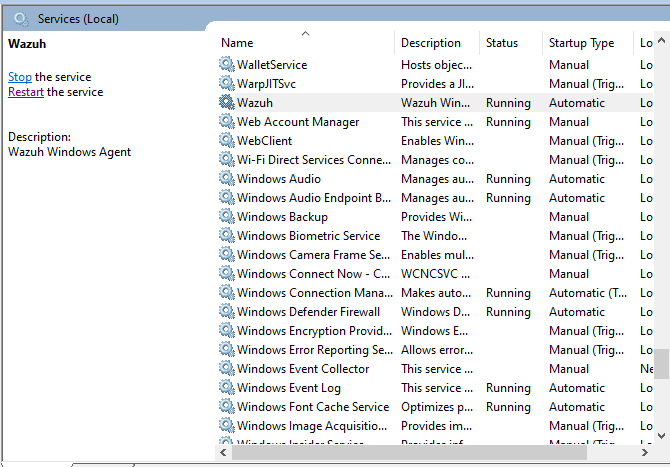 Services (Local)
Wazuh
Stop the service
Restart the service
Description:
Wazuh Windows Agent
Name Description Status Startup Type Lo
WalletService Hosts objec... Manual Lo
WarpJITSvc Provides a JI... Manual (Trig... Lo
Wazuh Wazuh Win... Running Automatic Lo
Web Account Manager This service ... Running Manual Lo
WebClient Enables Win... Manual (Trig... Lo
Wi-Fi Direct Services Conne... Manages co... Manual (Trig... Lo
Windows Audio Manages au... Running Automatic Lo
Windows Audio Endpoint B... Manages au... Running Automatic Lo
Windows Backup Provides Wi... Manual Lo
Windows Biometric Service The Windo... Manual (Trig... Lo
Windows Camera Frame Se... Enables mul... Manual (Trig... Lo
Windows Connect Now - C... WCNCSVC ... Manual Lo
Windows Connection Mana... Makes auto... Running Automatic (T... Lo
Windows Defender Firewall Windows D... Running Automatic Lo
Windows Encryption Provid... Windows E... Manual (Trig... Lo
Windows Error Reporting Se... Allows error... Manual (Trig... Lo
Windows Event Collector This service ... Manual Ne
Windows Event Log This service ... Running Automatic Lo
Windows Font Cache Service Optimizes p... Running Automatic Lo
Windows Image Acquisitio... Provides im... Manual (Trig... Lo
Windows Insider Service Provides inf... Manual (Trig... Lo